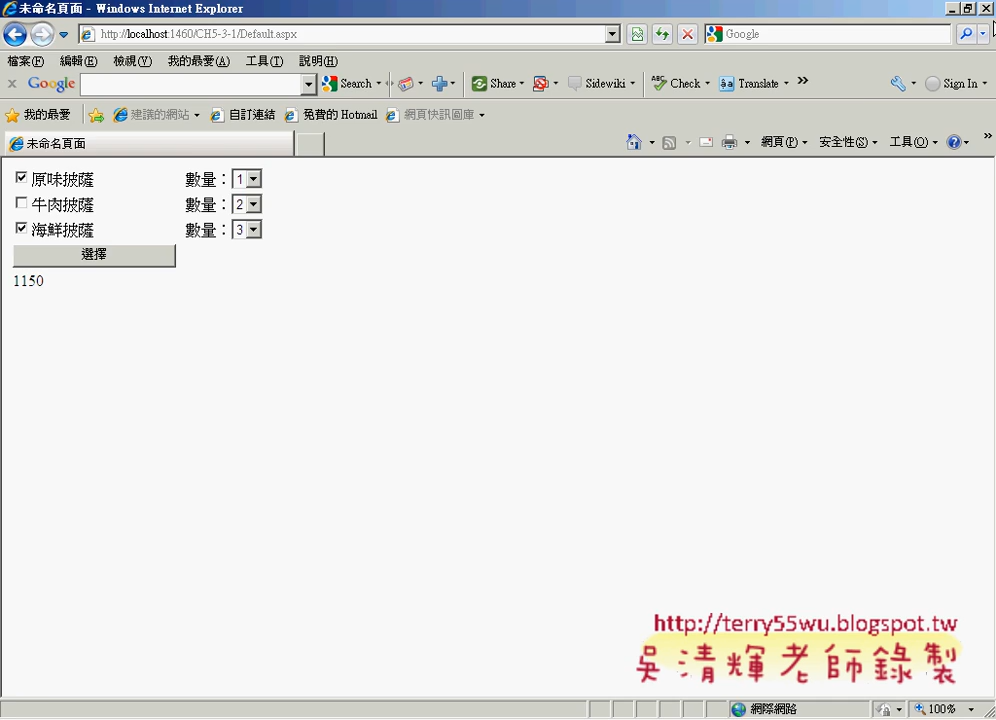 未命名頁面 - Windows Internet Explorer
http://localhost:1460/CH5-3-1/Default.aspx
Google
檔案(F) 編輯(E) 檢視(V) 我的最愛(A) 工具(T) 說明(H)
x Google Search Share Sidewiki Check Translate Sign In
我的最愛 建議的網站 自訂連結 免費的 Hotmail 網頁快訊圖庫
未命名頁面 網頁(P) 安全性(S) 工具(O)
原味披薩 數量：1
牛肉披薩 數量：2
海鮮披薩 數量：3
選擇
1150
http://terry55wu.blogspot.tw
吳清輝老師錄製
網際網路 100%